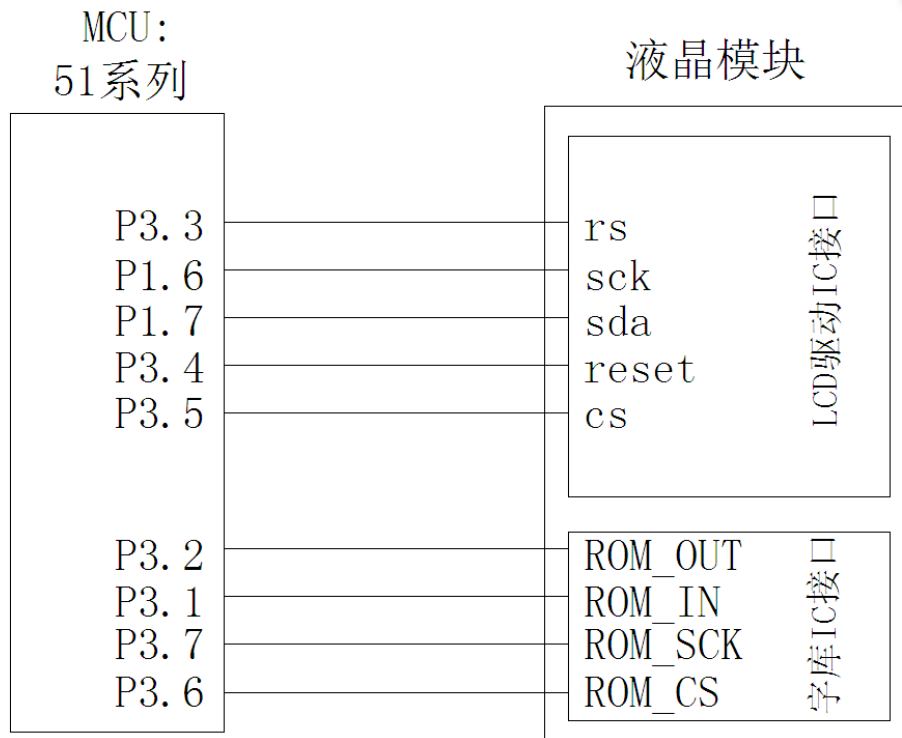 MCU:
51系列
液晶模块
P3.3
rs
P1.6
sck
P1.7
sda
P3.4
reset
P3.5
cs
LCD驱动IC接口
P3.2
ROM_OUT
P3.1
ROM_IN
P3.7
ROM_SCK
P3.6
ROM_CS
字库IC接口